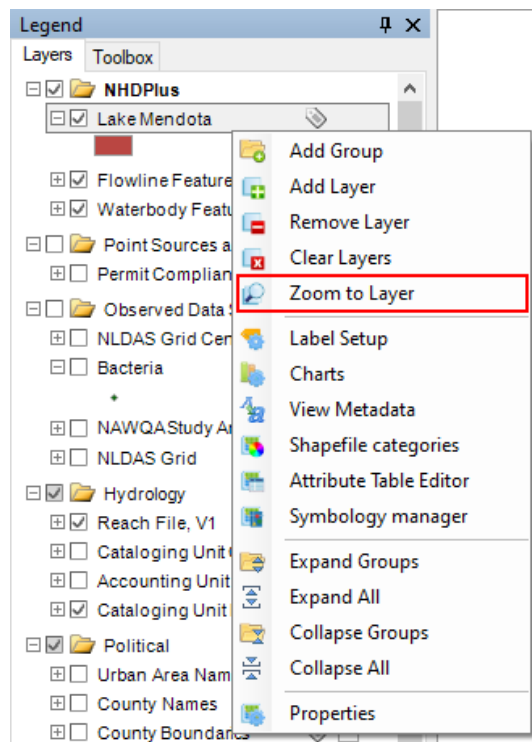 Legend
Layers Toolbox
NHDPlus
Lake Mendota
Flowline Feature
Waterbody Featu
Point Sources a
Permit Complian
Observed Data
NLDAS Grid Cen
Bacteria
NAWQAStudy Ar
NLDAS Grid
Hydrology
Reach File, V1
Cataloging Unit
Accounting Unit
Cataloging Unit
Political
Urban Area Nam
County Names
County Boundaries
Add Group
Add Layer
Remove Layer
Clear Layers
Zoom to Layer
Label Setup
Charts
View Metadata
Shapefile categories
Attribute Table Editor
Symbology manager
Expand Groups
Expand All
Collapse Groups
Collapse All
Properties